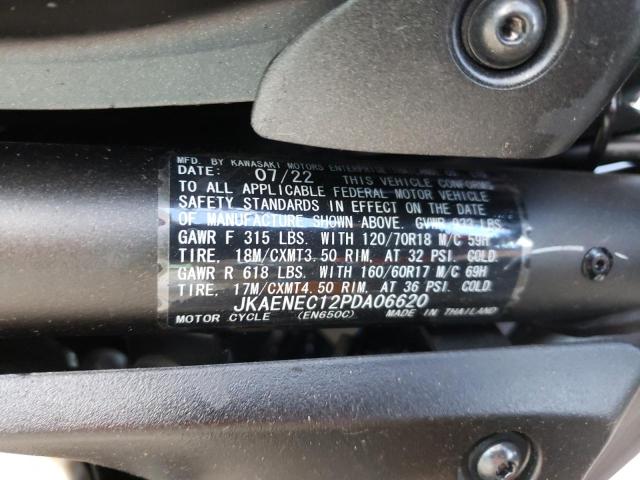 MFD. BY KAWASAKI MOTORS ENTERPRISE
DATE: 07/22 THIS VEHICLE CONFORMS
TO ALL APPLICABLE FEDERAL MOTOR VEHICLE
SAFETY STANDARDS IN EFFECT ON THE DATE
OF MANUFACTURE SHOWN ABOVE. GVWR 933 LBS.
GAWR F 315 LBS. WITH 120/70R18 M/C 59H
TIRE, 18M/CXMT3.50 RIM, AT 32 PSI. COLD.
GAWR R 618 LBS. WITH 160/60R17 M/C 69H
TIRE, 17M/CXMT4.50 RIM, AT 36 PSI. COLD.
JKAENEC12PDA06620
MOTOR CYCLE (EN650C) MADE IN THAILAND